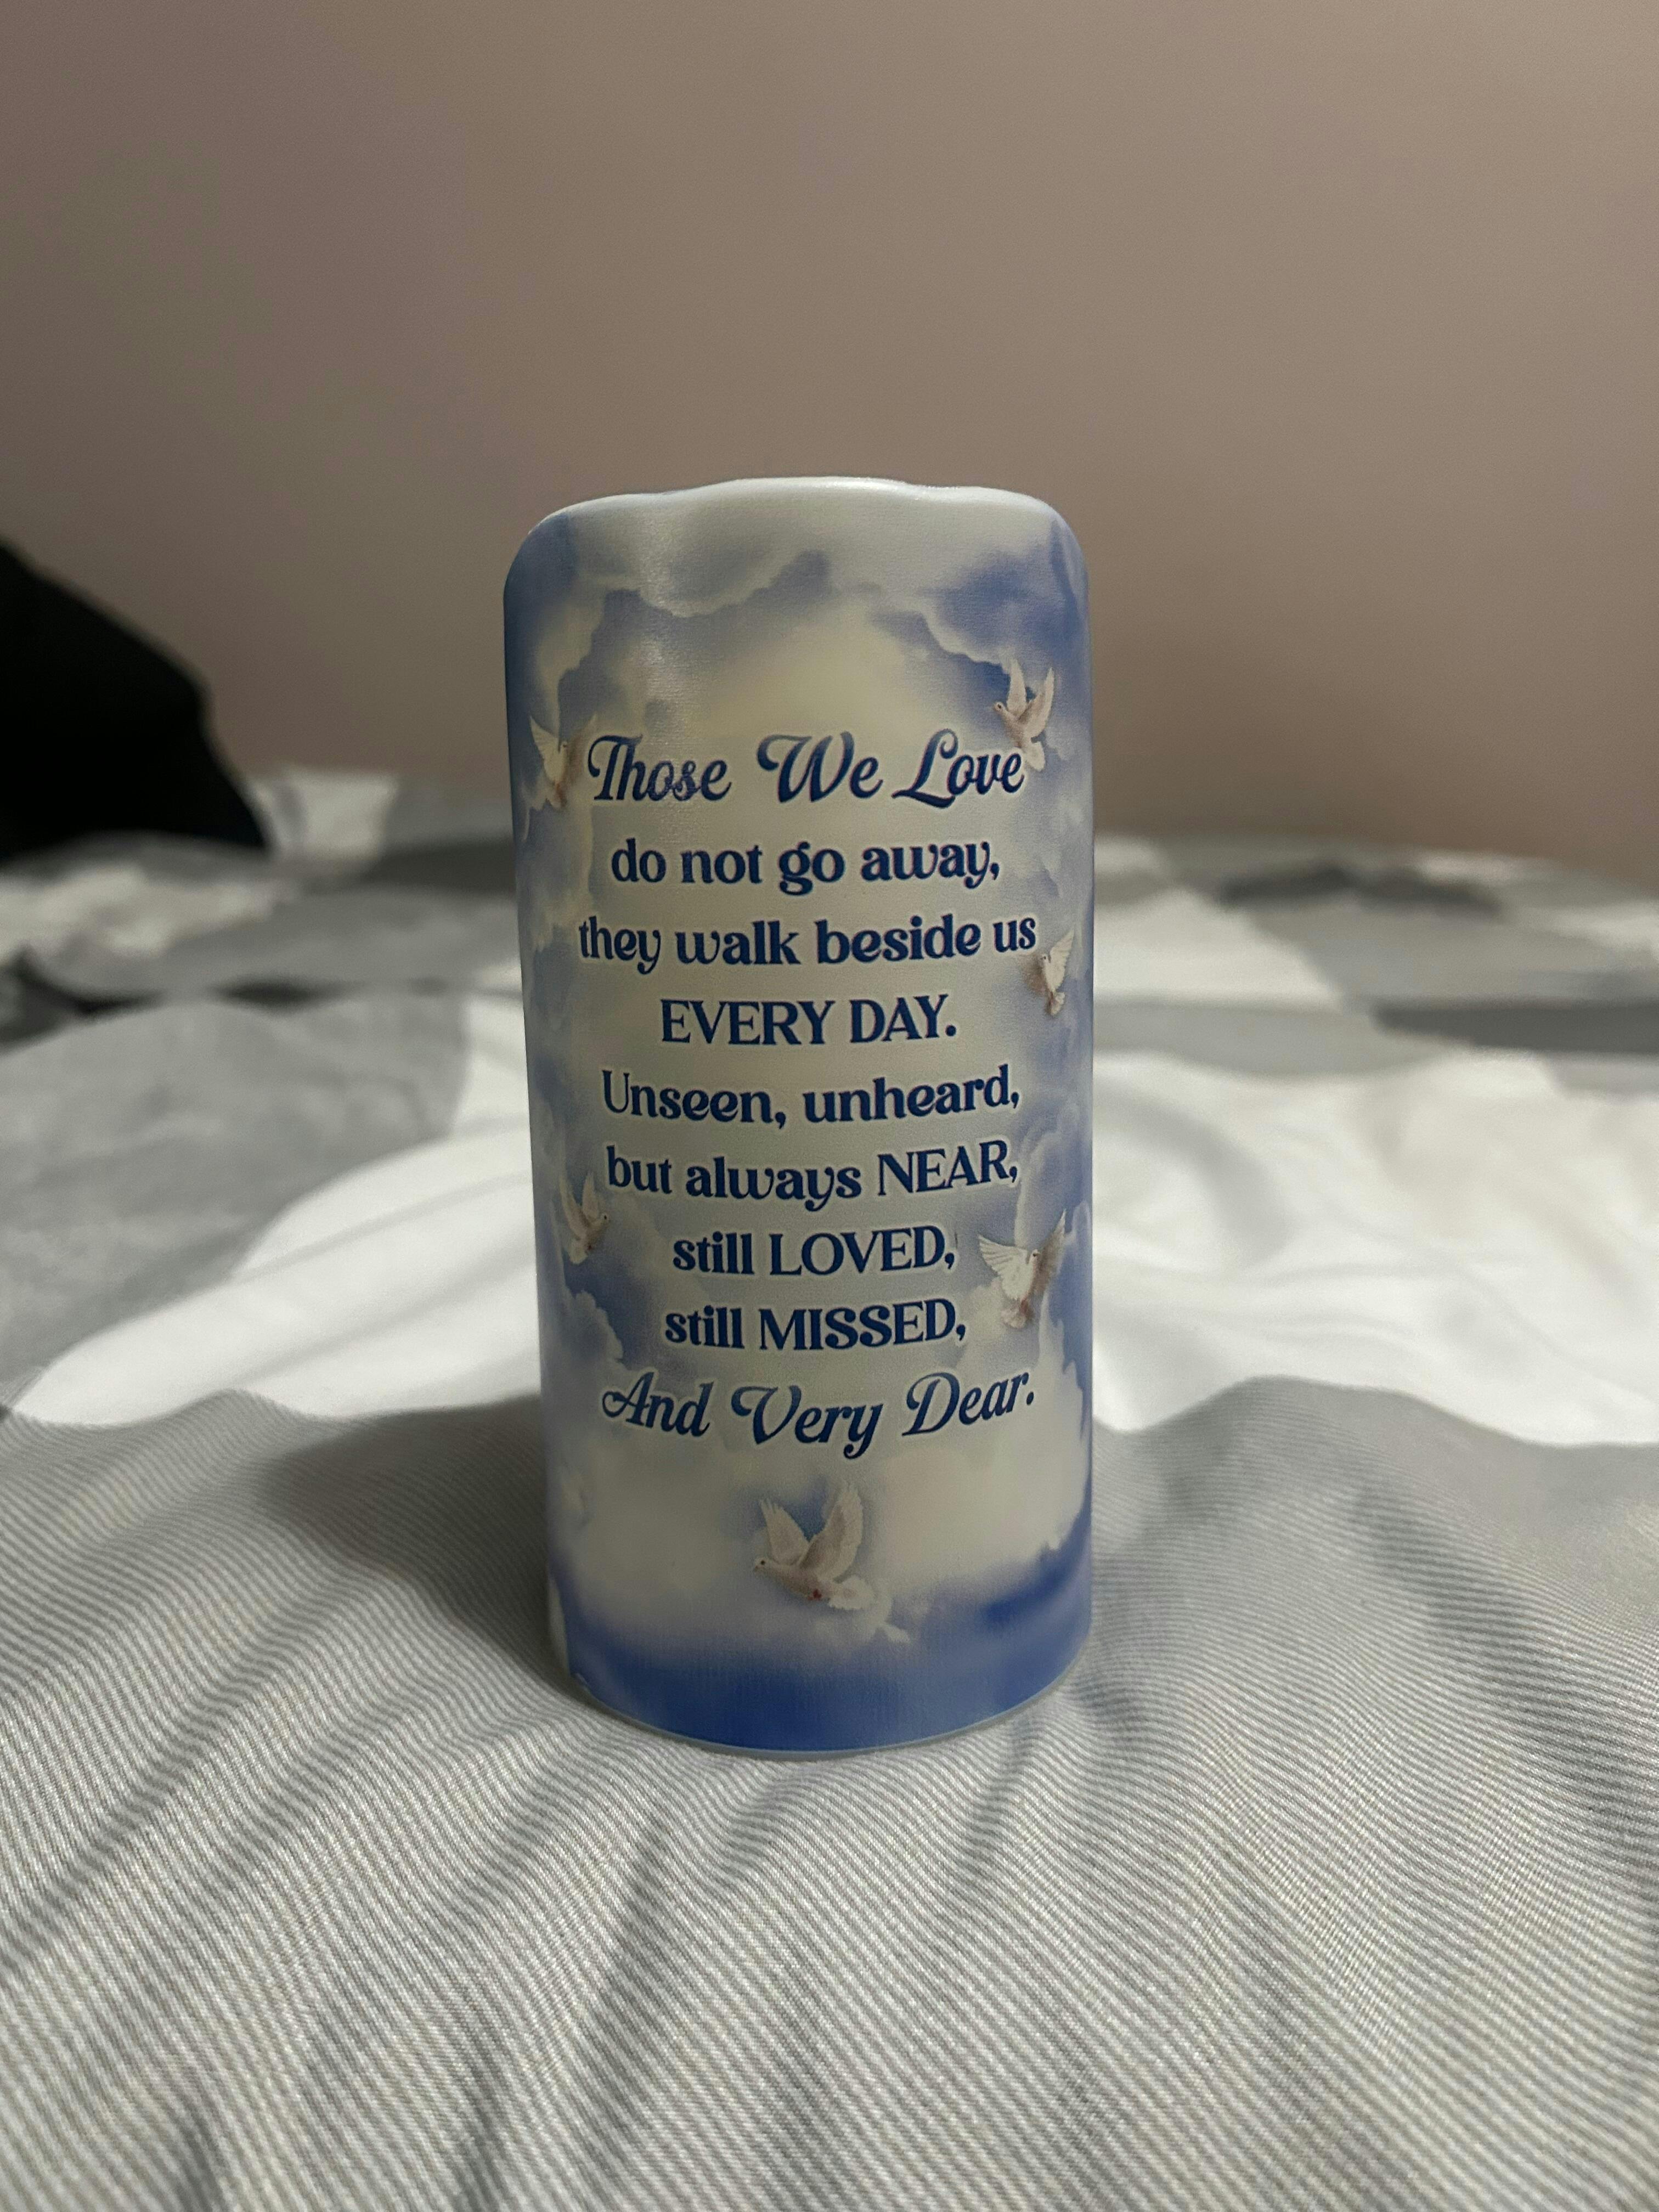 Those We Love
do not go away,
they walk beside us
EVERY DAY.
Unseen, unheard,
but always NEAR,
still LOVED,
still MISSED,
And Very Dear.